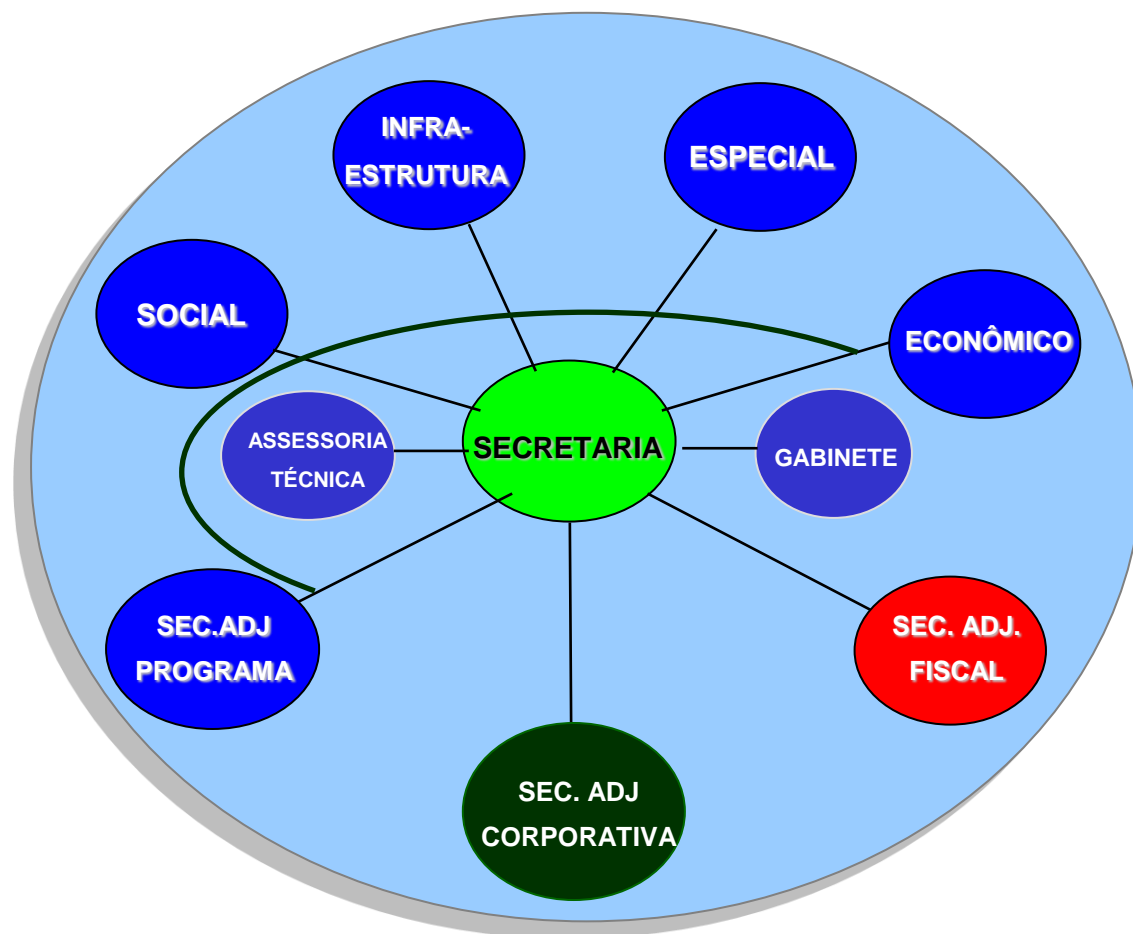 INFRA-
ESTRUTURA
ESPECIAL
SOCIAL
ECONÔMICO
ASSESSORIA
TÉCNICA
SECRETARIA
GABINETE
SEC.ADJ
PROGRAMA
SEC. ADJ.
FISCAL
SEC. ADJ
CORPORATIVA